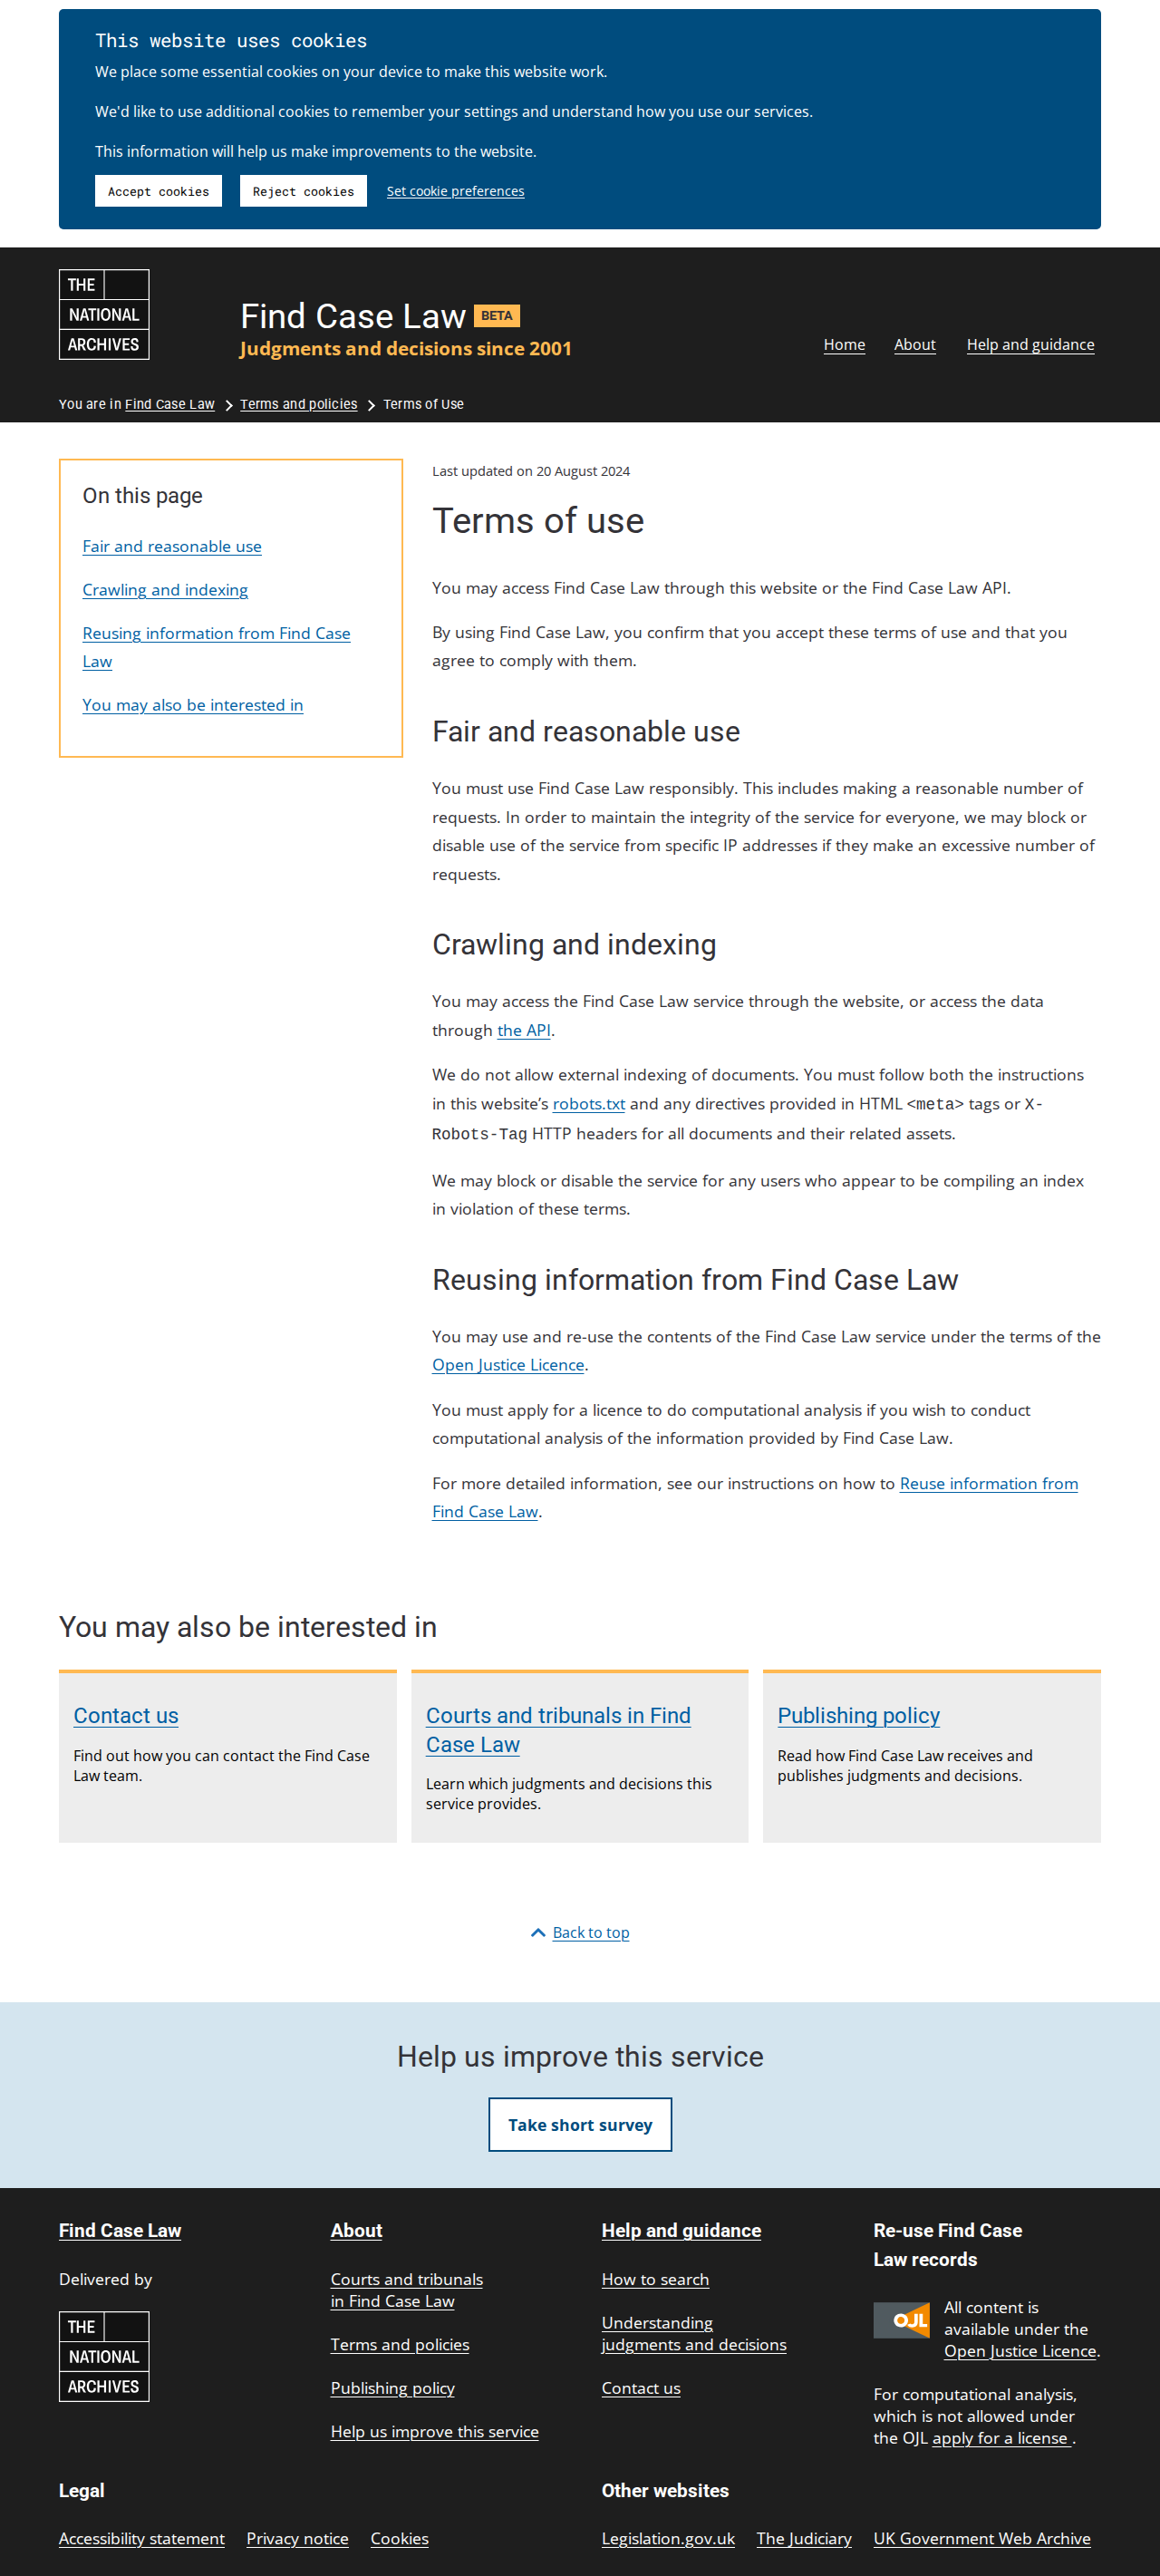 This website uses cookies
We place some essential cookies on your device to make this website work.
We'd like to use additional cookies to remember your settings and understand how you use our services.
This information will help us make improvements to the website.
Accept cookies
Reject cookies
Set cookie preferences
THE
NATIONAL
ARCHIVES
Find Case Law BETA
Judgments and decisions since 2001
Home
About
Help and guidance
You are in Find Case Law > Terms and policies > Terms of Use
On this page
Fair and reasonable use
Crawling and indexing
Reusing information from Find Case
Law
You may also be interested in
Last updated on 20 August 2024
Terms of use
You may access Find Case Law through this website or the Find Case Law API.
By using Find Case Law, you confirm that you accept these terms of use and that you
agree to comply with them.
Fair and reasonable use
You must use Find Case Law responsibly. This includes making a reasonable number of
requests. In order to maintain the integrity of the service for everyone, we may block or
disable use of the service from specific IP addresses if they make an excessive number of
requests.
Crawling and indexing
You may access the Find Case Law service through the website, or access the data
through the API.
We do not allow external indexing of documents. You must follow both the instructions
in this website’s robots.txt and any directives provided in HTML <meta> tags or X-
Robots-Tag HTTP headers for all documents and their related assets.
We may block or disable the service for any users who appear to be compiling an index
in violation of these terms.
Reusing information from Find Case Law
You may use and re-use the contents of the Find Case Law service under the terms of the
Open Justice Licence.
You must apply for a licence to do computational analysis if you wish to conduct
computational analysis of the information provided by Find Case Law.
For more detailed information, see our instructions on how to Reuse information from
Find Case Law.
You may also be interested in
Contact us
Find out how you can contact the Find Case
Law team.
Courts and tribunals in Find
Case Law
Learn which judgments and decisions this
service provides.
Publishing policy
Read how Find Case Law receives and
publishes judgments and decisions.
Back to top
Help us improve this service
Take short survey
Find Case Law
Delivered by
THE
NATIONAL
ARCHIVES
About
Courts and tribunals
in Find Case Law
Terms and policies
Publishing policy
Help us improve this service
Help and guidance
How to search
Understanding
judgments and decisions
Contact us
Re-use Find Case
Law records
OJL
All content is
available under the
Open Justice Licence.
For computational analysis,
which is not allowed under
the OJL apply for a license .
Legal
Accessibility statement
Privacy notice
Cookies
Other websites
Legislation.gov.uk
The Judiciary
UK Government Web Archive